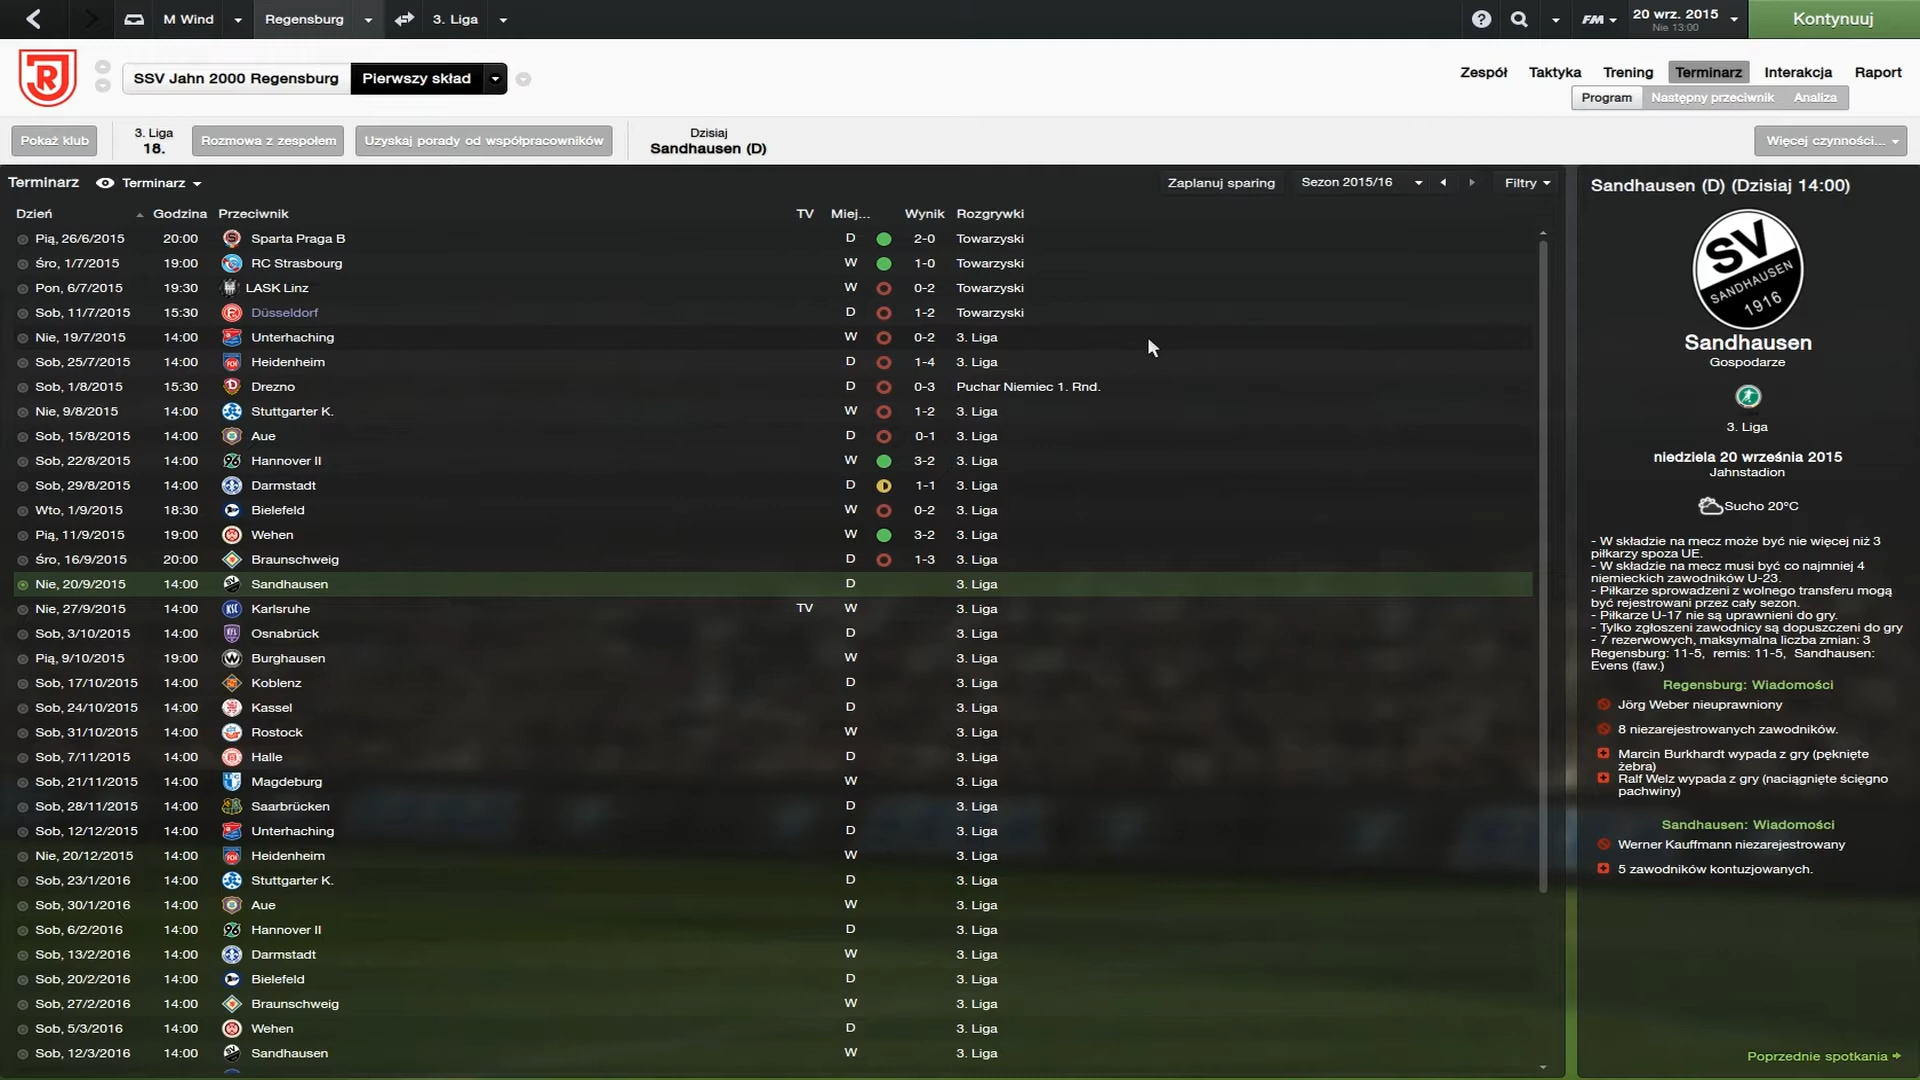 M Wind Regensburg 3. Liga FM 20 wrz. 2015 Kontynuuj
Nie 13:00
SSV Jahn 2000 Regensburg Pierwszy skład Zespół Taktyka Trening Terminarz Interakcja Raport
Program Następny przeciwnik Analiza
Pokaż klub 3. Liga 18. Rozmowa z zespołem Uzyskaj porady od współpracowników Dzisiaj Sandhausen (D) Więcej czynności...
Terminarz Terminarz Zaplanuj sparing Sezon 2015/16 Filtry
Dzień Godzina Przeciwnik TV Miej... Wynik Rozgrywki
Pią, 26/6/2015 20:00 Sparta Praga B D 2-0 Towarzyski
Śro, 1/7/2015 19:00 RC Strasbourg W 1-0 Towarzyski
Pon, 6/7/2015 19:30 LASK Linz W 0-2 Towarzyski
Sob, 11/7/2015 15:30 Düsseldorf D 1-2 Towarzyski
Nie, 19/7/2015 14:00 Unterhaching W 0-2 3. Liga
Sob, 25/7/2015 14:00 Heidenheim D 1-4 3. Liga
Sob, 1/8/2015 15:30 Drezno D 0-3 Puchar Niemiec 1. Rnd.
Nie, 9/8/2015 14:00 Stuttgarter K. W 1-2 3. Liga
Sob, 15/8/2015 14:00 Aue D 0-1 3. Liga
Sob, 22/8/2015 14:00 Hannover II W 3-2 3. Liga
Sob, 29/8/2015 14:00 Darmstadt D 1-1 3. Liga
Wto, 1/9/2015 18:30 Bielefeld W 0-2 3. Liga
Pią, 11/9/2015 19:00 Wehen W 3-2 3. Liga
Śro, 16/9/2015 20:00 Braunschweig D 1-3 3. Liga
Nie, 20/9/2015 14:00 Sandhausen D 3. Liga
Nie, 27/9/2015 14:00 Karlsruhe TV W 3. Liga
Sob, 3/10/2015 14:00 Osnabrück D 3. Liga
Pią, 9/10/2015 19:00 Burghausen W 3. Liga
Sob, 17/10/2015 14:00 Koblenz D 3. Liga
Sob, 24/10/2015 14:00 Kassel D 3. Liga
Sob, 31/10/2015 14:00 Rostock W 3. Liga
Sob, 7/11/2015 14:00 Halle D 3. Liga
Sob, 21/11/2015 14:00 Magdeburg W 3. Liga
Sob, 28/11/2015 14:00 Saarbrücken D 3. Liga
Sob, 12/12/2015 14:00 Unterhaching D 3. Liga
Nie, 20/12/2015 14:00 Heidenheim W 3. Liga
Sob, 23/1/2016 14:00 Stuttgarter K. D 3. Liga
Sob, 30/1/2016 14:00 Aue W 3. Liga
Sob, 6/2/2016 14:00 Hannover II D 3. Liga
Sob, 13/2/2016 14:00 Darmstadt W 3. Liga
Sob, 20/2/2016 14:00 Bielefeld D 3. Liga
Sob, 27/2/2016 14:00 Braunschweig W 3. Liga
Sob, 5/3/2016 14:00 Wehen D 3. Liga
Sob, 12/3/2016 14:00 Sandhausen W 3. Liga
Sandhausen (D) (Dzisiaj 14:00)
SV
SANDHAUSEN
1916
Sandhausen
Gospodarze
3. Liga
niedziela 20 września 2015
Jahnstadion
Sucho 20°C
- W składzie na mecz może być nie więcej niż 3
piłkarzy spoza UE.
- W składzie na mecz musi być co najmniej 4
niemieckich zawodników U-23.
- Piłkarze sprowadzeni z wolnego transferu mogą
być rejestrowani przez cały sezon.
- Piłkarze U-17 nie są uprawnieni do gry.
- Tylko zgłoszeni zawodnicy są dopuszczeni do gry
- 7 rezerwowych, maksymalna liczba zmian: 3
Regensburg: 11-5, remis: 11-5, Sandhausen:
Evens (faw.)
Regensburg: Wiadomości
Jörg Weber nieuprawniony
8 niezarejestrowanych zawodników.
Marcin Burkhardt wypada z gry (pęknięte
żebra)
Ralf Welz wypada z gry (naciągnięte ścięgno
pachwiny)
Sandhausen: Wiadomości
Werner Kauffmann niezarejestrowany
5 zawodników kontuzjowanych.
Poprzednie spotkania